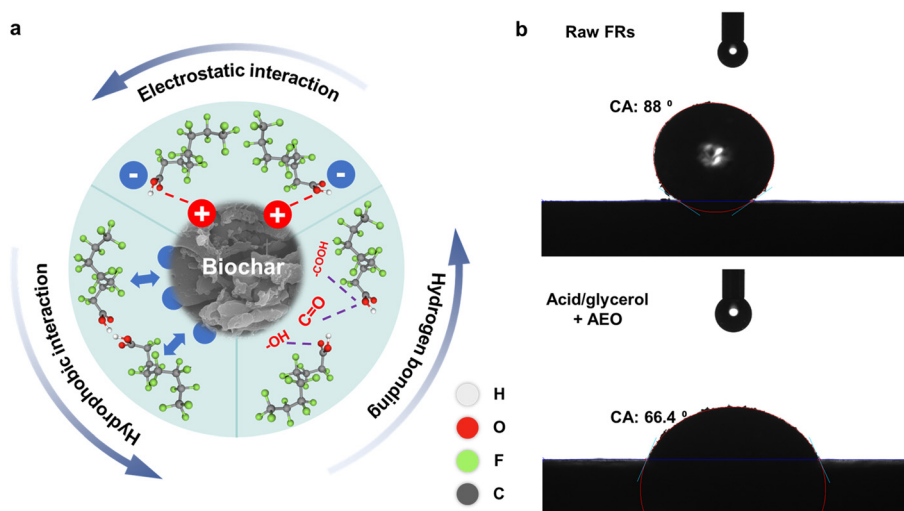 a
Electrostatic interaction
-
-
+
+
Biochar
Hydrophobic interaction
Hydrogen bonding
-COOH
C=O
-OH
H
O
F
C
b
Raw FRs
CA: 88 º
Acid/glycerol
+ AEO
CA: 66.4 º